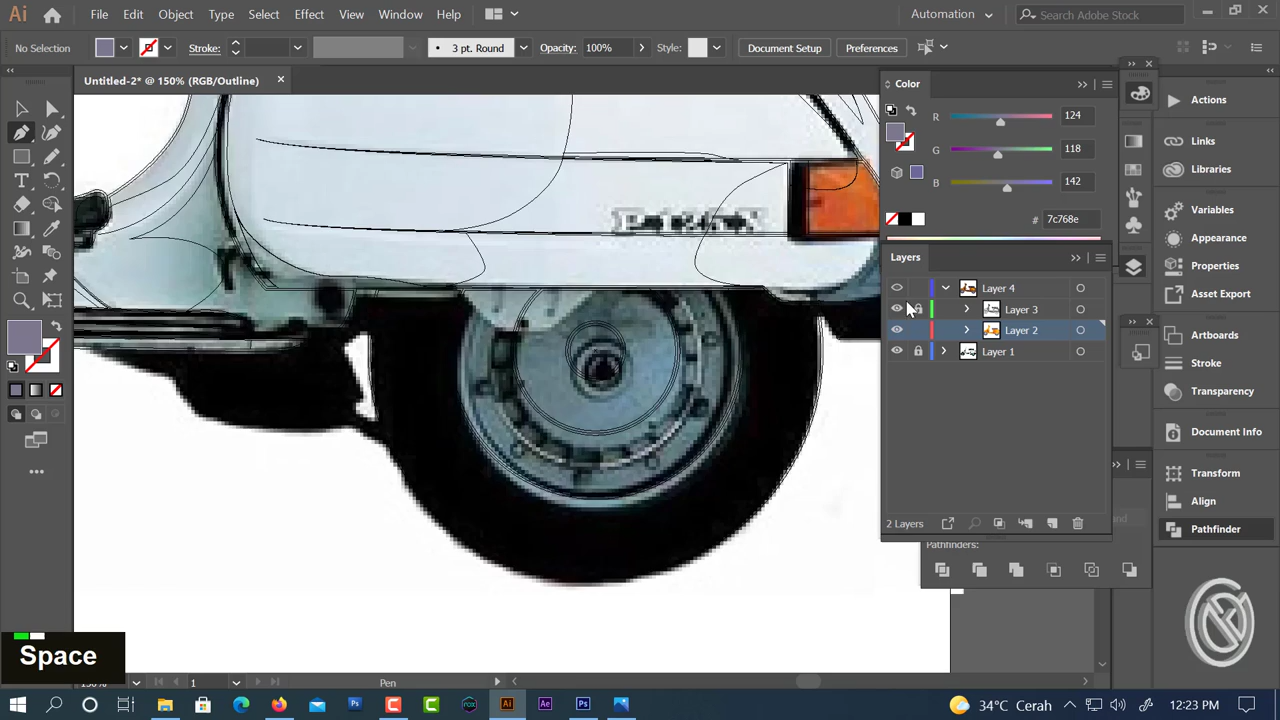 Ai File Edit Object Type Select Effect View Window Help Automation Search Adobe Stock
No Selection Stroke: 3 pt. Round Opacity: 100% Style: Document Setup Preferences
Untitled-2* @ 150% (RGB/Outline)
Color
R 124
G 118
B 142
# 7c768e
Layers
Layer 4
Layer 3
Layer 2
Layer 1
2 Layers
Pathfinders:
Actions
Links
Libraries
Variables
Appearance
Properties
Asset Export
Artboards
Stroke
Transparency
Document Info
Transform
Align
Pathfinder
Space
1 Pen
34°C Cerah 12:23 PM